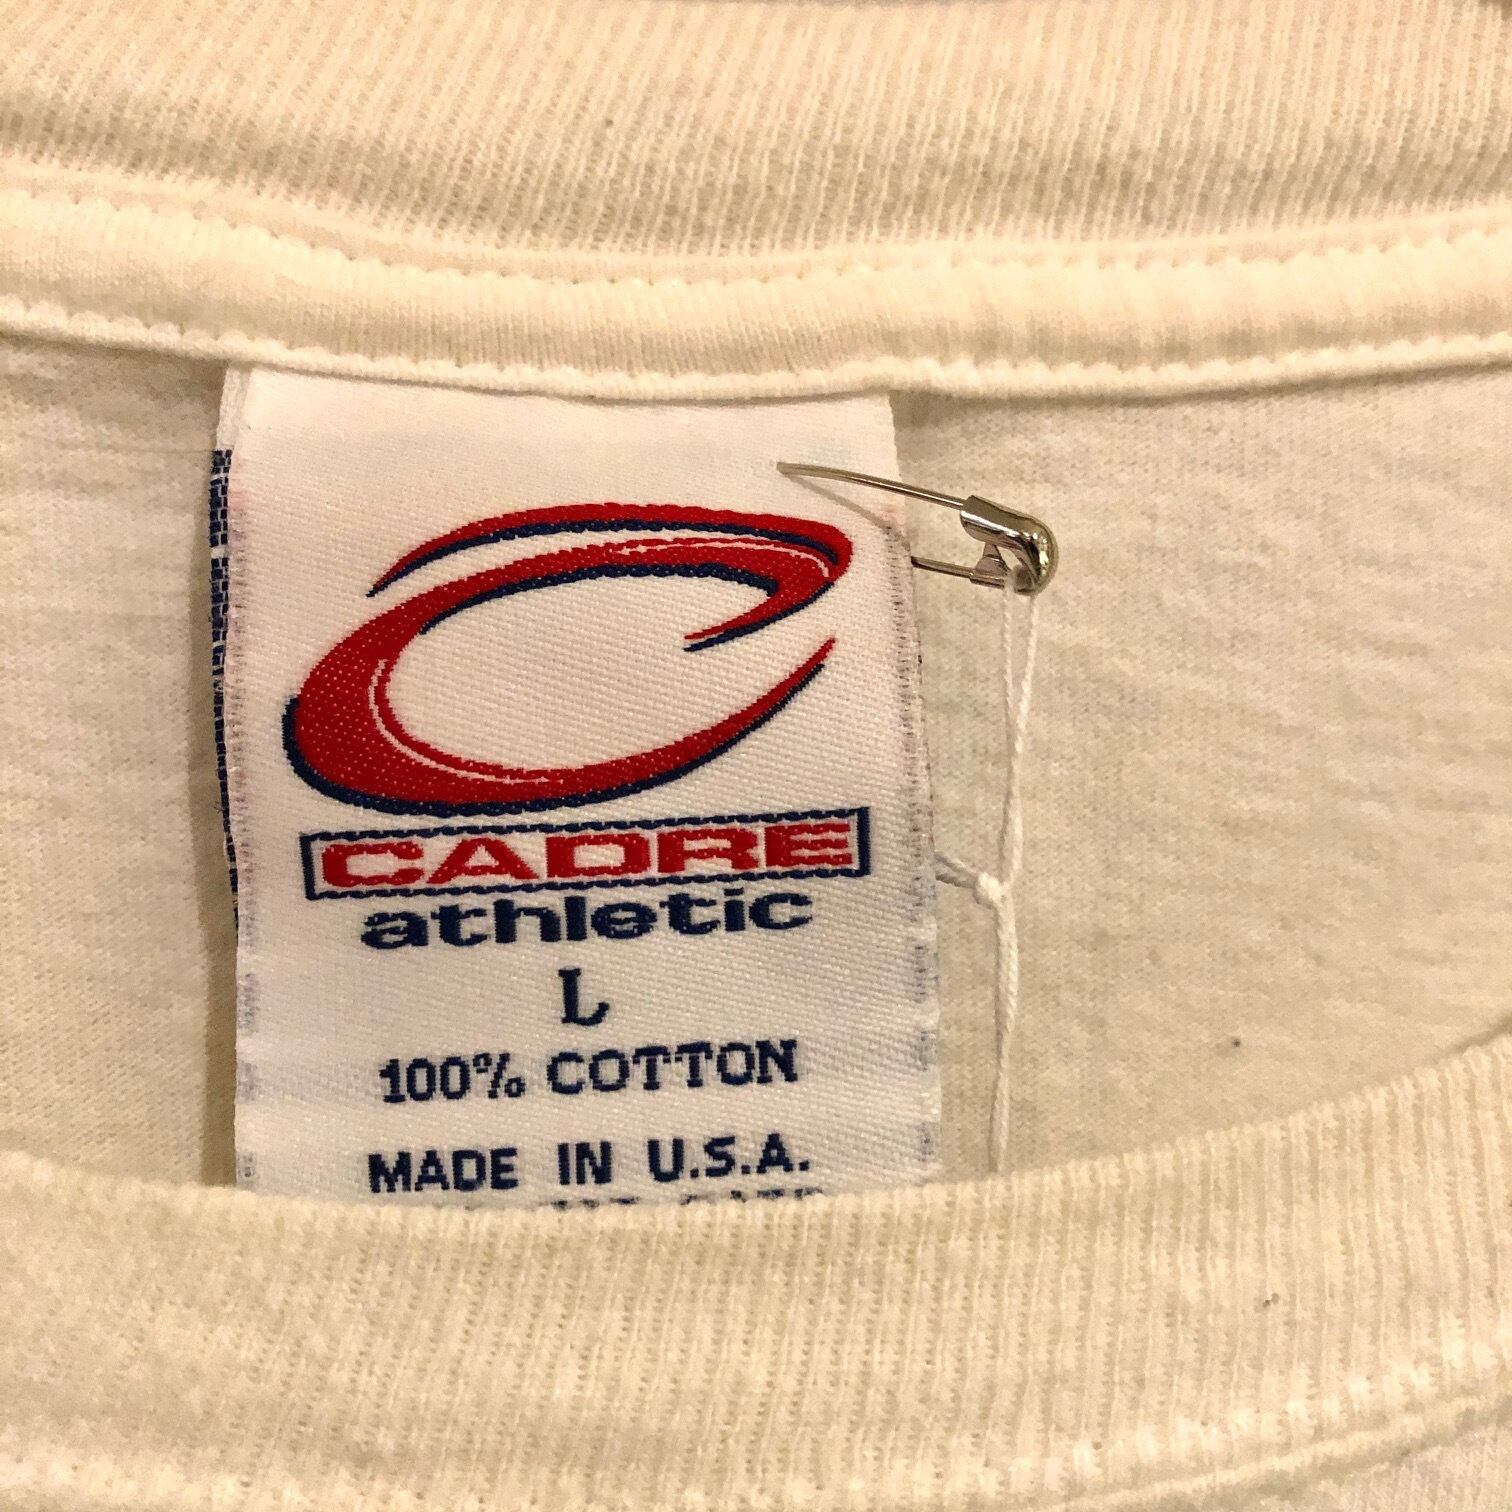 CADRE
athletic
L
100% COTTON
MADE IN U.S.A.